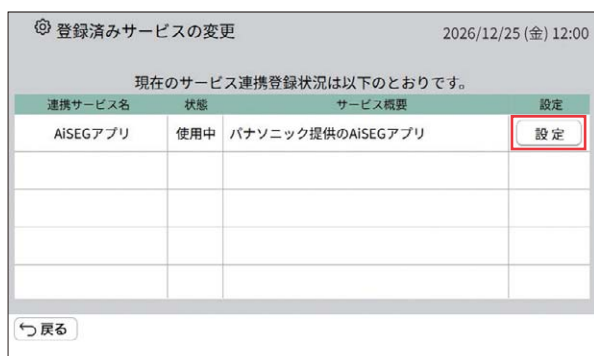 登録済みサービスの変更 2026/12/25 (金) 12:00
現在のサービス連携登録状況は以下のとおりです。
連携サービス名 状態 サービス概要 設定
AiSEGアプリ 使用中 パナソニック提供のAiSEGアプリ 設定
戻る